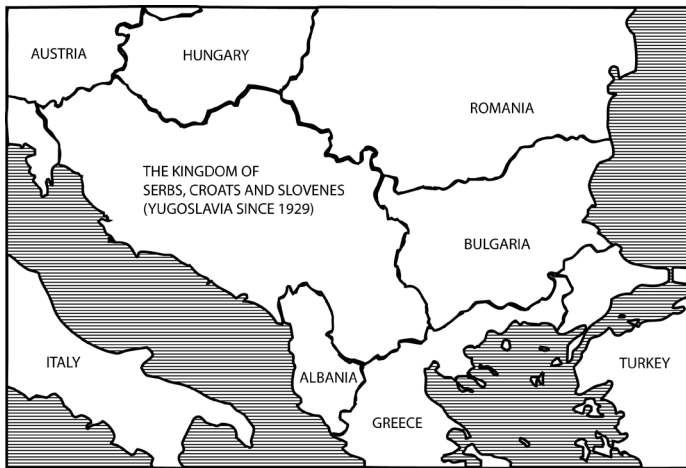 AUSTRIA
HUNGARY
ROMANIA
THE KINGDOM OF
SERBS, CROATS AND SLOVENES
(YUGOSLAVIA SINCE 1929)
BULGARIA
ITALY
ALBANIA
TURKEY
GREECE